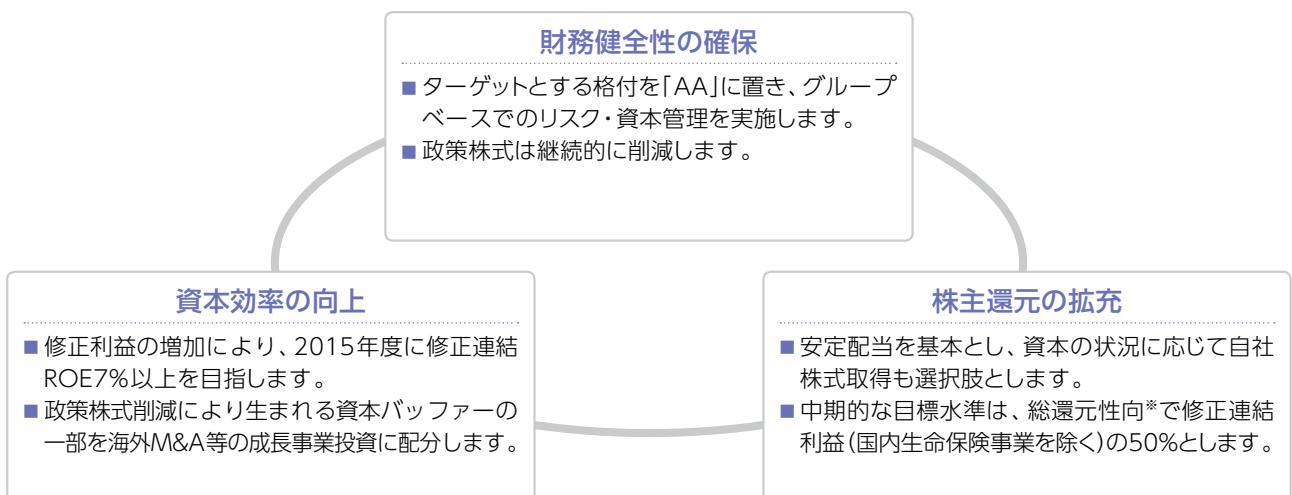 財務健全性の確保
■ターゲットとする格付を「AA」に置き、グループ
ベースでのリスク・資本管理を実施します。
■政策株式は継続的に削減します。
資本効率の向上
■修正利益の増加により、2015年度に修正連結
ROE7%以上を目指します。
■政策株式削減により生まれる資本バッファーの
一部を海外M&A等の成長事業投資に配分します。
株主還元の拡充
■安定配当を基本とし、資本の状況に応じて自社
株式取得も選択肢とします。
■中期的な目標水準は、総還元性向※で修正連結
利益(国内生命保険事業を除く)の50%とします。